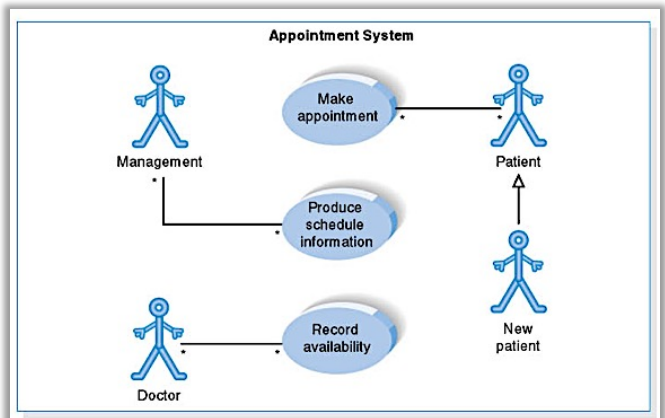 Appointment System
Make
appointment
*
*
Management
Patient
*
Produce
schedule
information
*
Record
availability
*
*
New
patient
Doctor